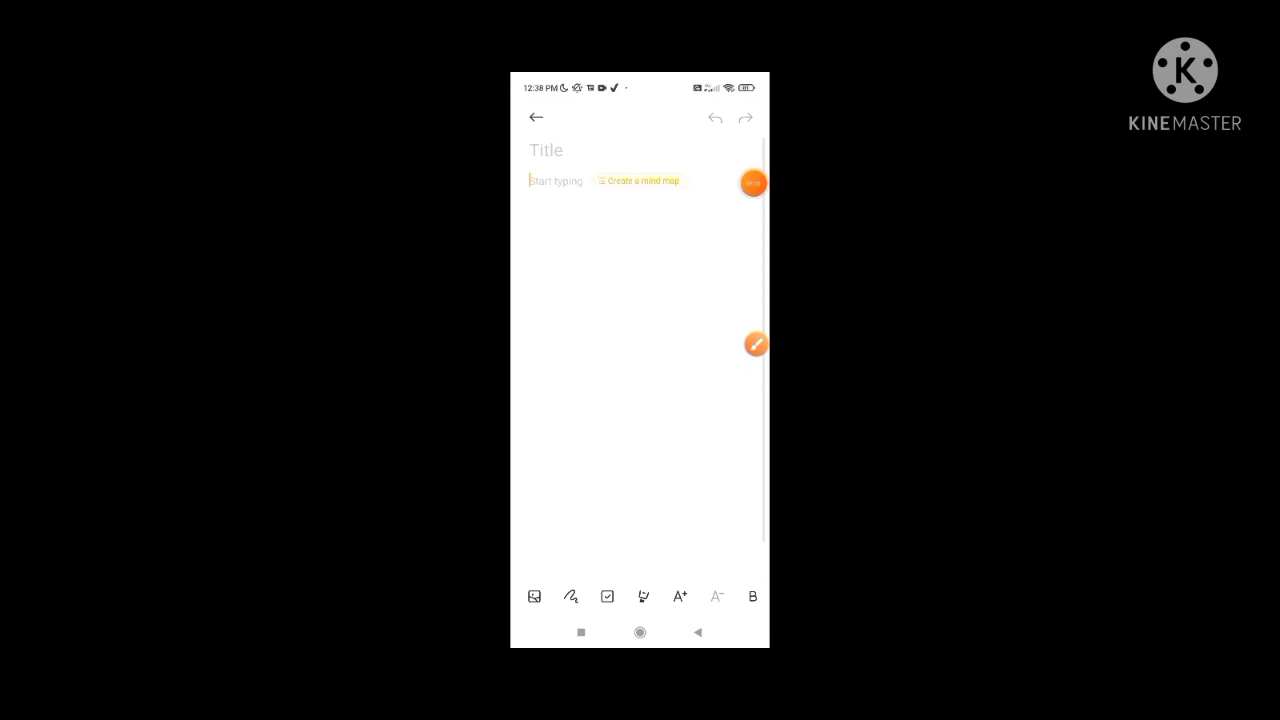 K
KINEMASTER
12:38 PM
Title
Start typing Create a mind map
A+ A- B